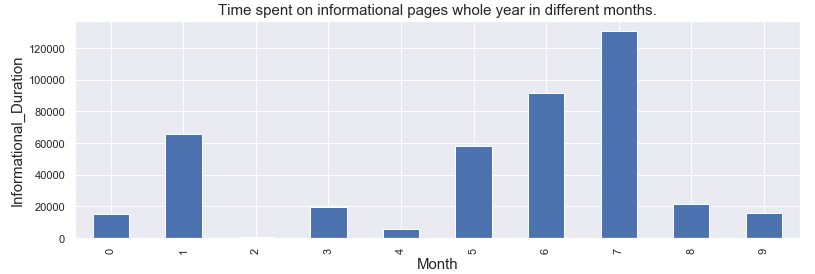 Time spent on informational pages whole year in different months.
Informational_Duration
120000
100000
80000
60000
40000
20000
0
0 1 2 3 4 5 6 7 8 9
Month